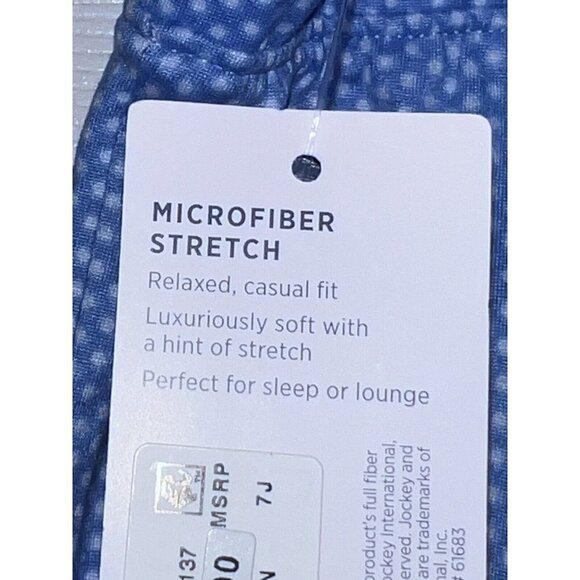 MICROFIBER
STRETCH
Relaxed, casual fit
Luxuriously soft with
a hint of stretch
Perfect for sleep or lounge
137
00
MSRP
7J
N
product's full fiber
ockey International,
erved. Jockey and
are trademarks of
nal, Inc.
f 61683